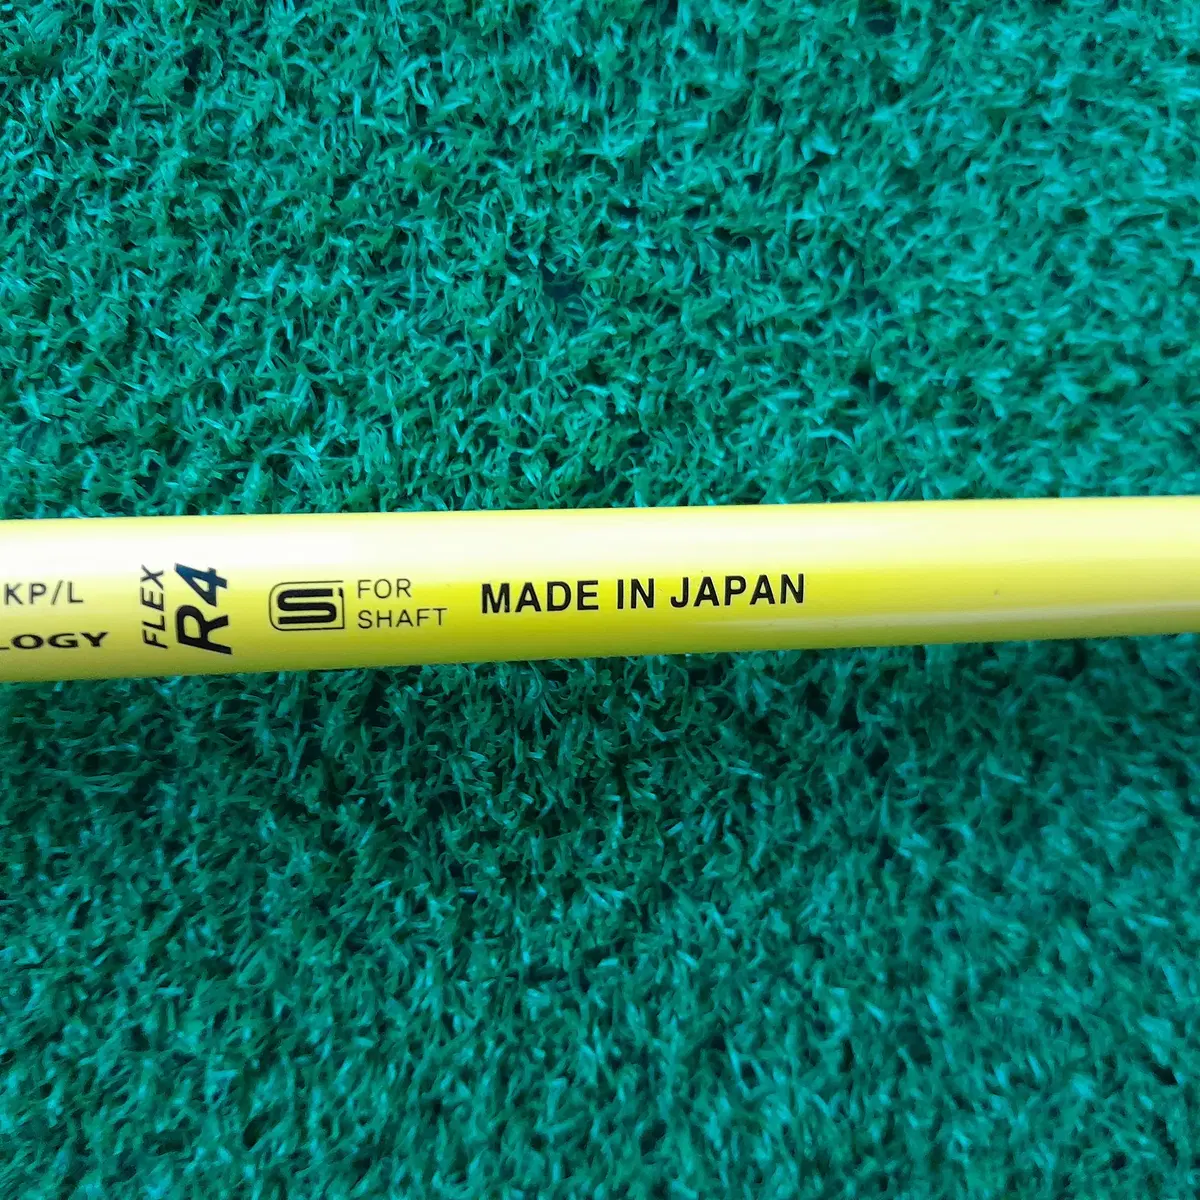 KP/L
LOGY
FLEX
R4
FOR
SHAFT
MADE IN JAPAN